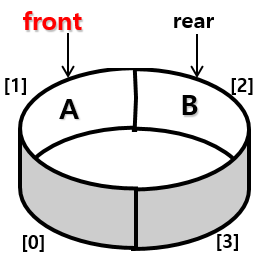 front rear
[1] [2]
A B
[0] [3]